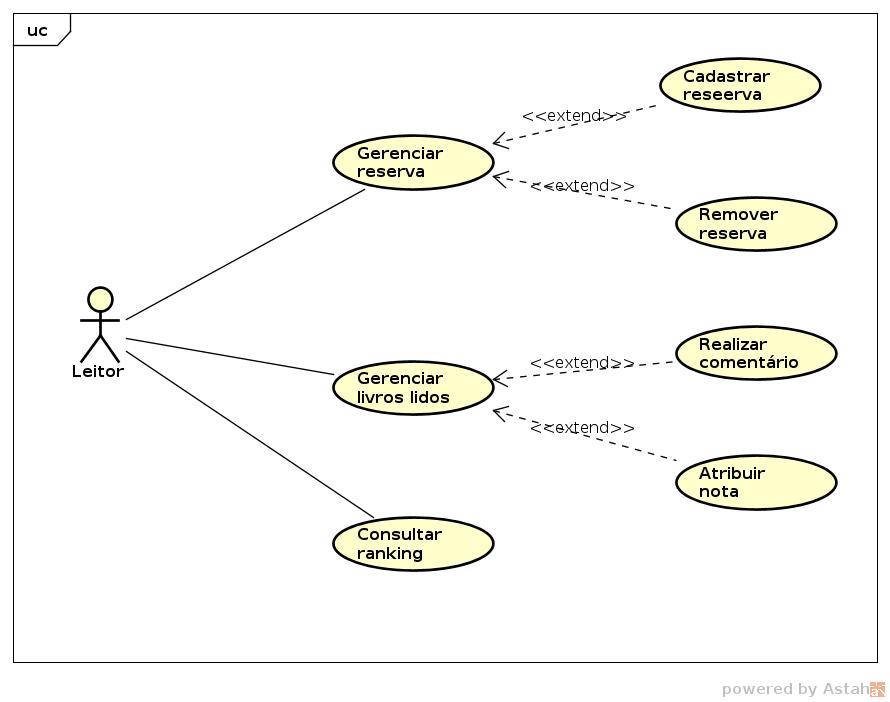 uc
Cadastrar
reseerva
<<extend>>
Gerenciar
reserva
<<extend>>
Remover
reserva
Leitor
Realizar
comentário
<<extend>>
Gerenciar
livros lidos
<<extend>>
Atribuir
nota
Consultar
ranking
powered by Astah